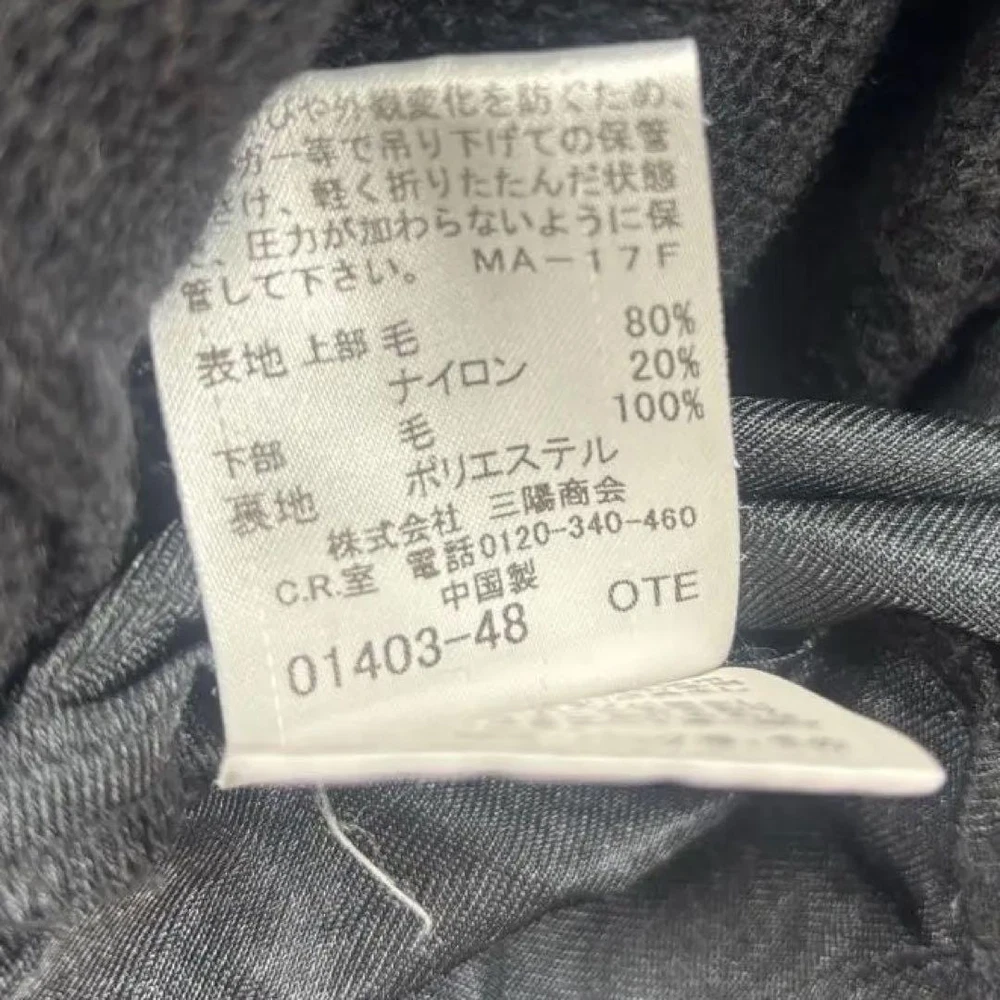 びや外観変化を防ぐため、
ガー等で吊り下げての保管
さけ、軽く折りたたんだ状態
、圧力が加わらないように保
管して下さい。 MA-17F
表地 上部 毛 80%
ナイロン 20%
下部 毛 100%
裏地 ポリエステル
株式会社 三陽商会
C.R.室 電話0120-340-460
中国製
01403-48 OTE